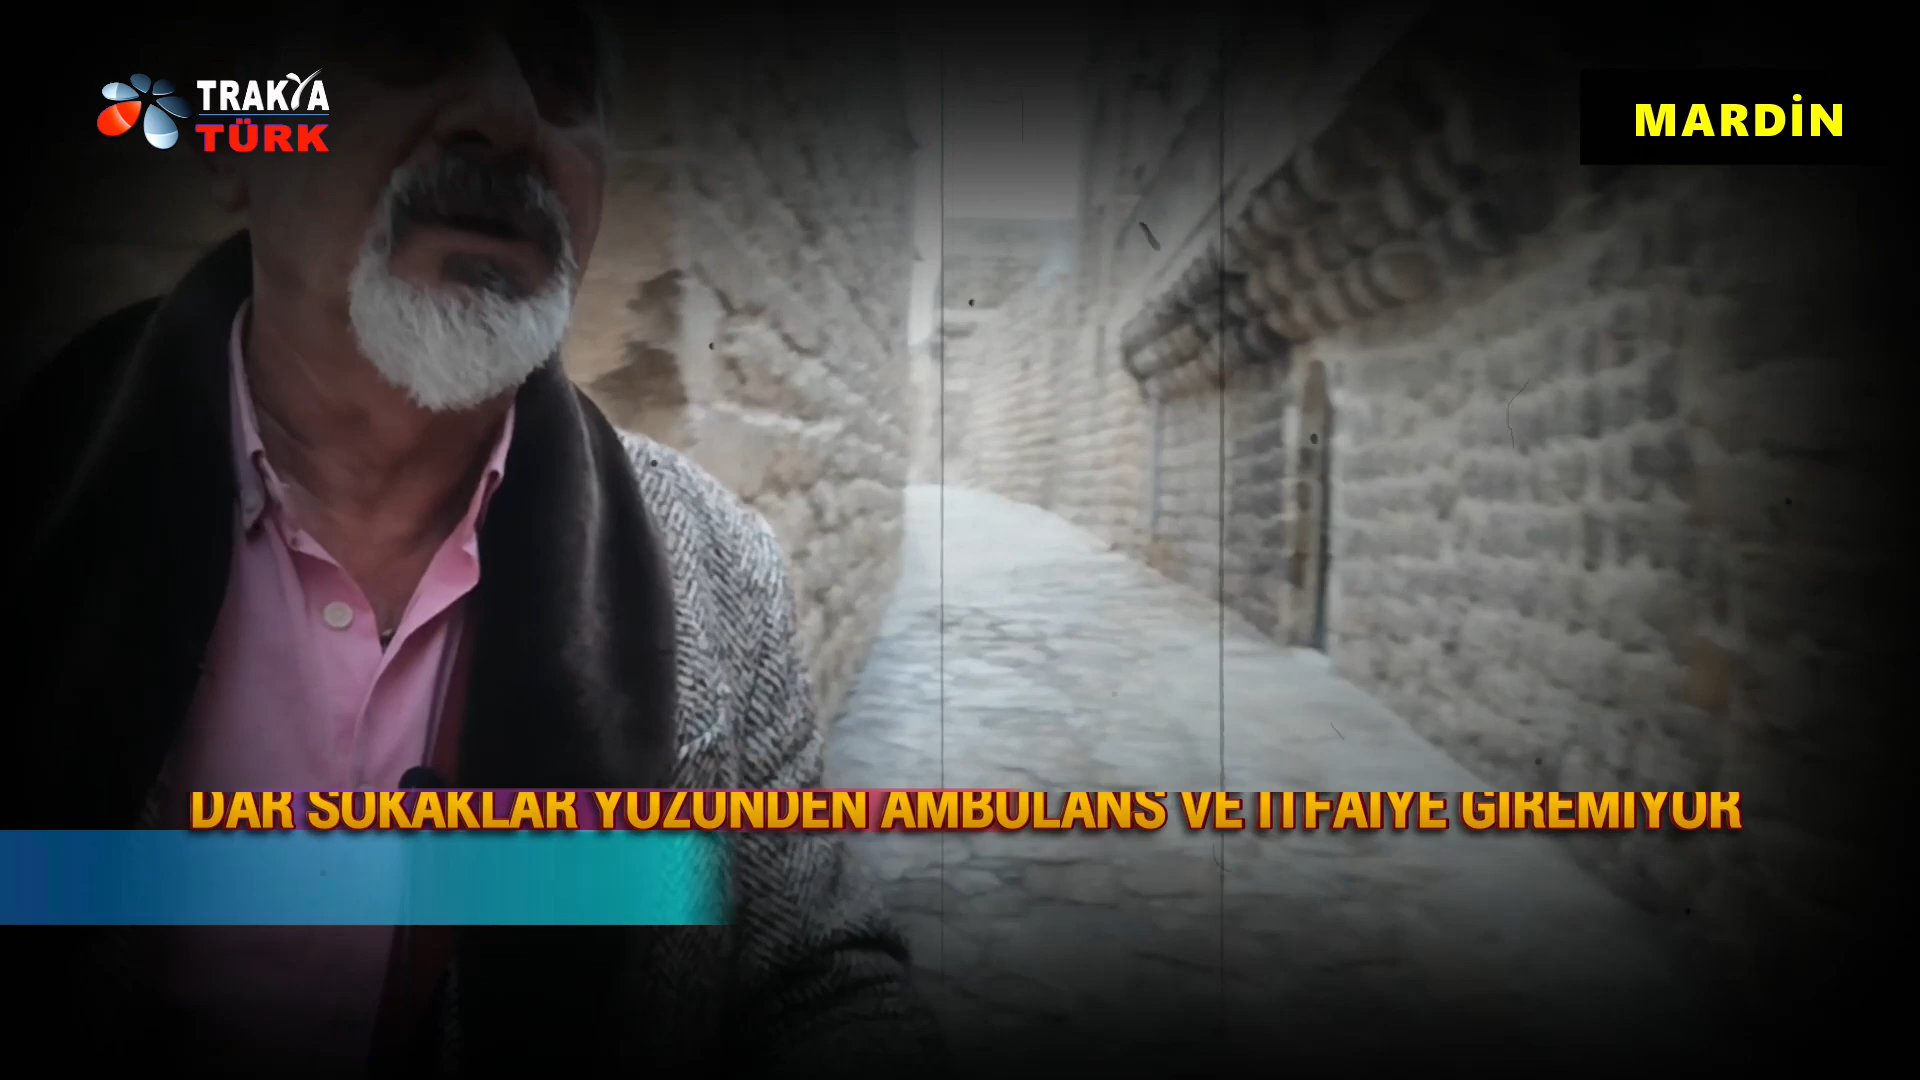 TRAKYA
TÜRK
MARDİN
DAR SOKAKLAR YÜZÜNDEN AMBULANS VE İTFAİYE GİREMİYOR